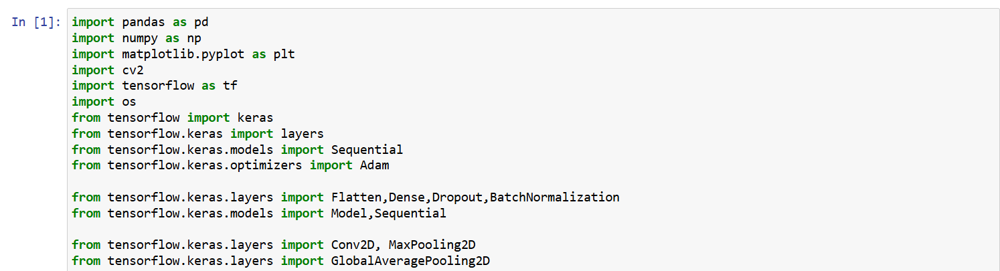 In [1]: import pandas as pd
import numpy as np
import matplotlib.pyplot as plt
import cv2
import tensorflow as tf
import os
from tensorflow import keras
from tensorflow.keras import layers
from tensorflow.keras.models import Sequential
from tensorflow.keras.optimizers import Adam
from tensorflow.keras.layers import Flatten,Dense,Dropout,BatchNormalization
from tensorflow.keras.models import Model,Sequential
from tensorflow.keras.layers import Conv2D, MaxPooling2D
from tensorflow.keras.layers import GlobalAveragePooling2D